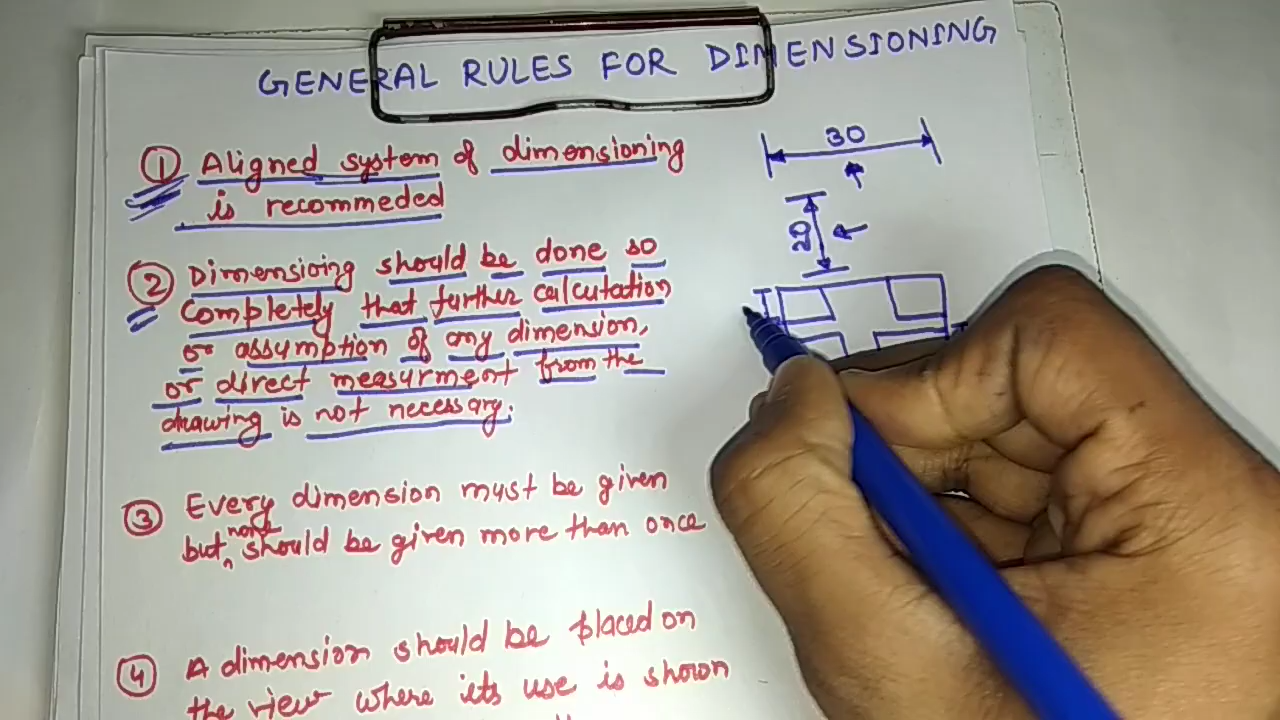 GENERAL RULES FOR DIMENSIONING
① Aligned system of dimensioning
is recommeded
30
20
② Dimensioing should be done so
completely that further calcutation
or assumption of any dimension,
or direct measurment from the
drawing is not necessary.
③ Every dimension must be given
but, none should be given more than once
④ A dimension should be placed on
the view where its use is shown